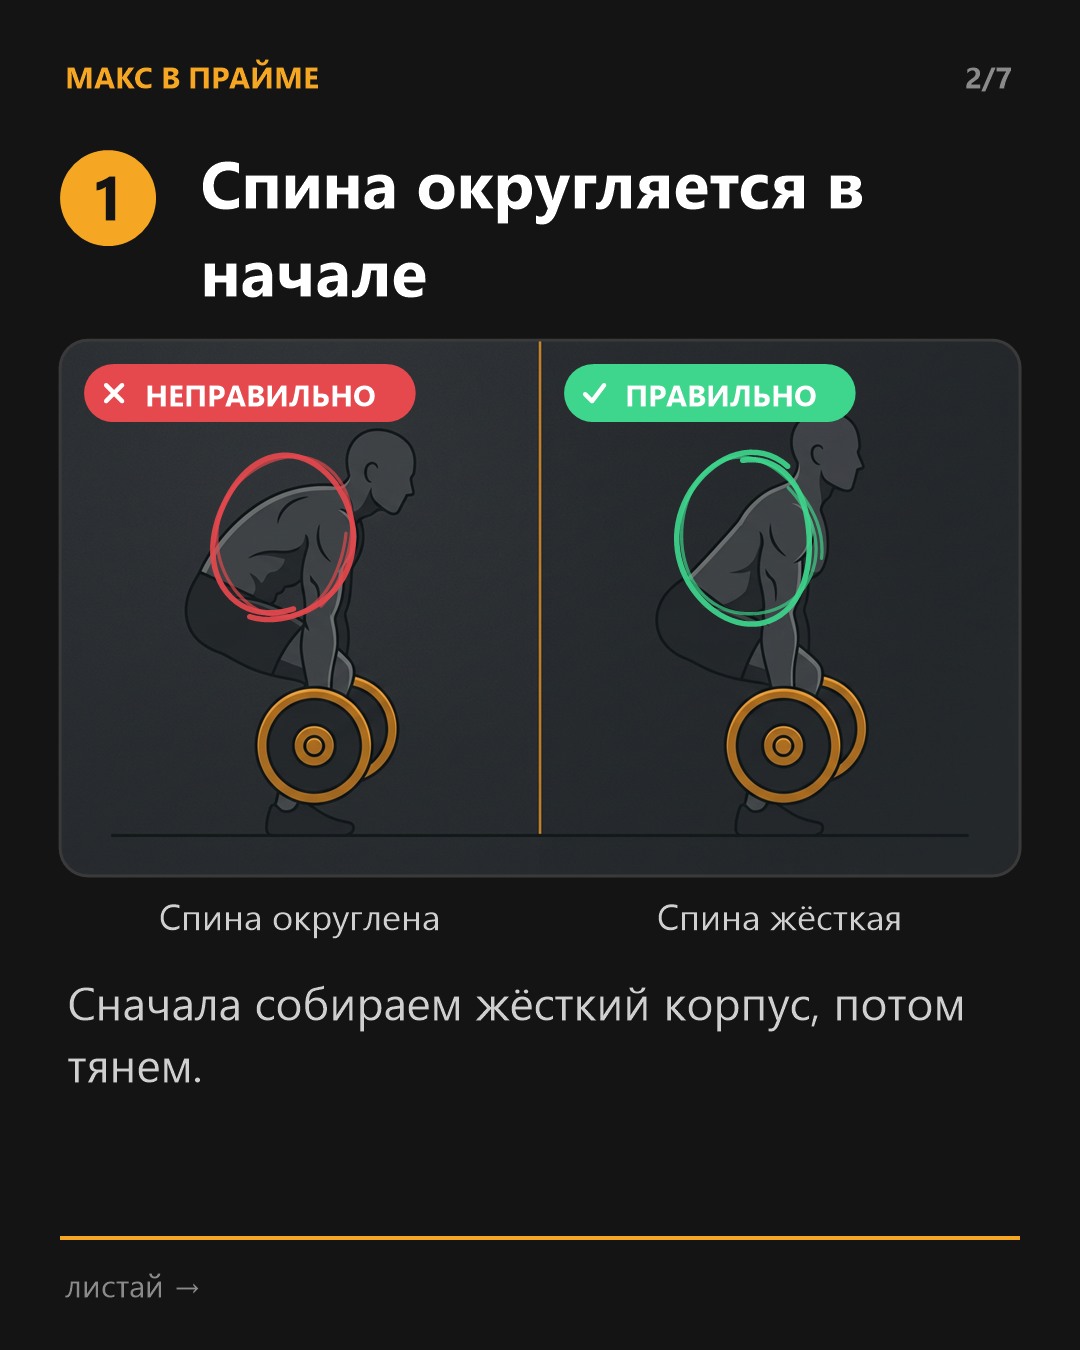 МАКС В ПРАЙМЕ
2/7
1
Спина округляется в
начале
НЕПРАВИЛЬНО
ПРАВИЛЬНО
Спина округлена
Спина жёсткая
Сначала собираем жёсткий корпус, потом
тянем.
листай →